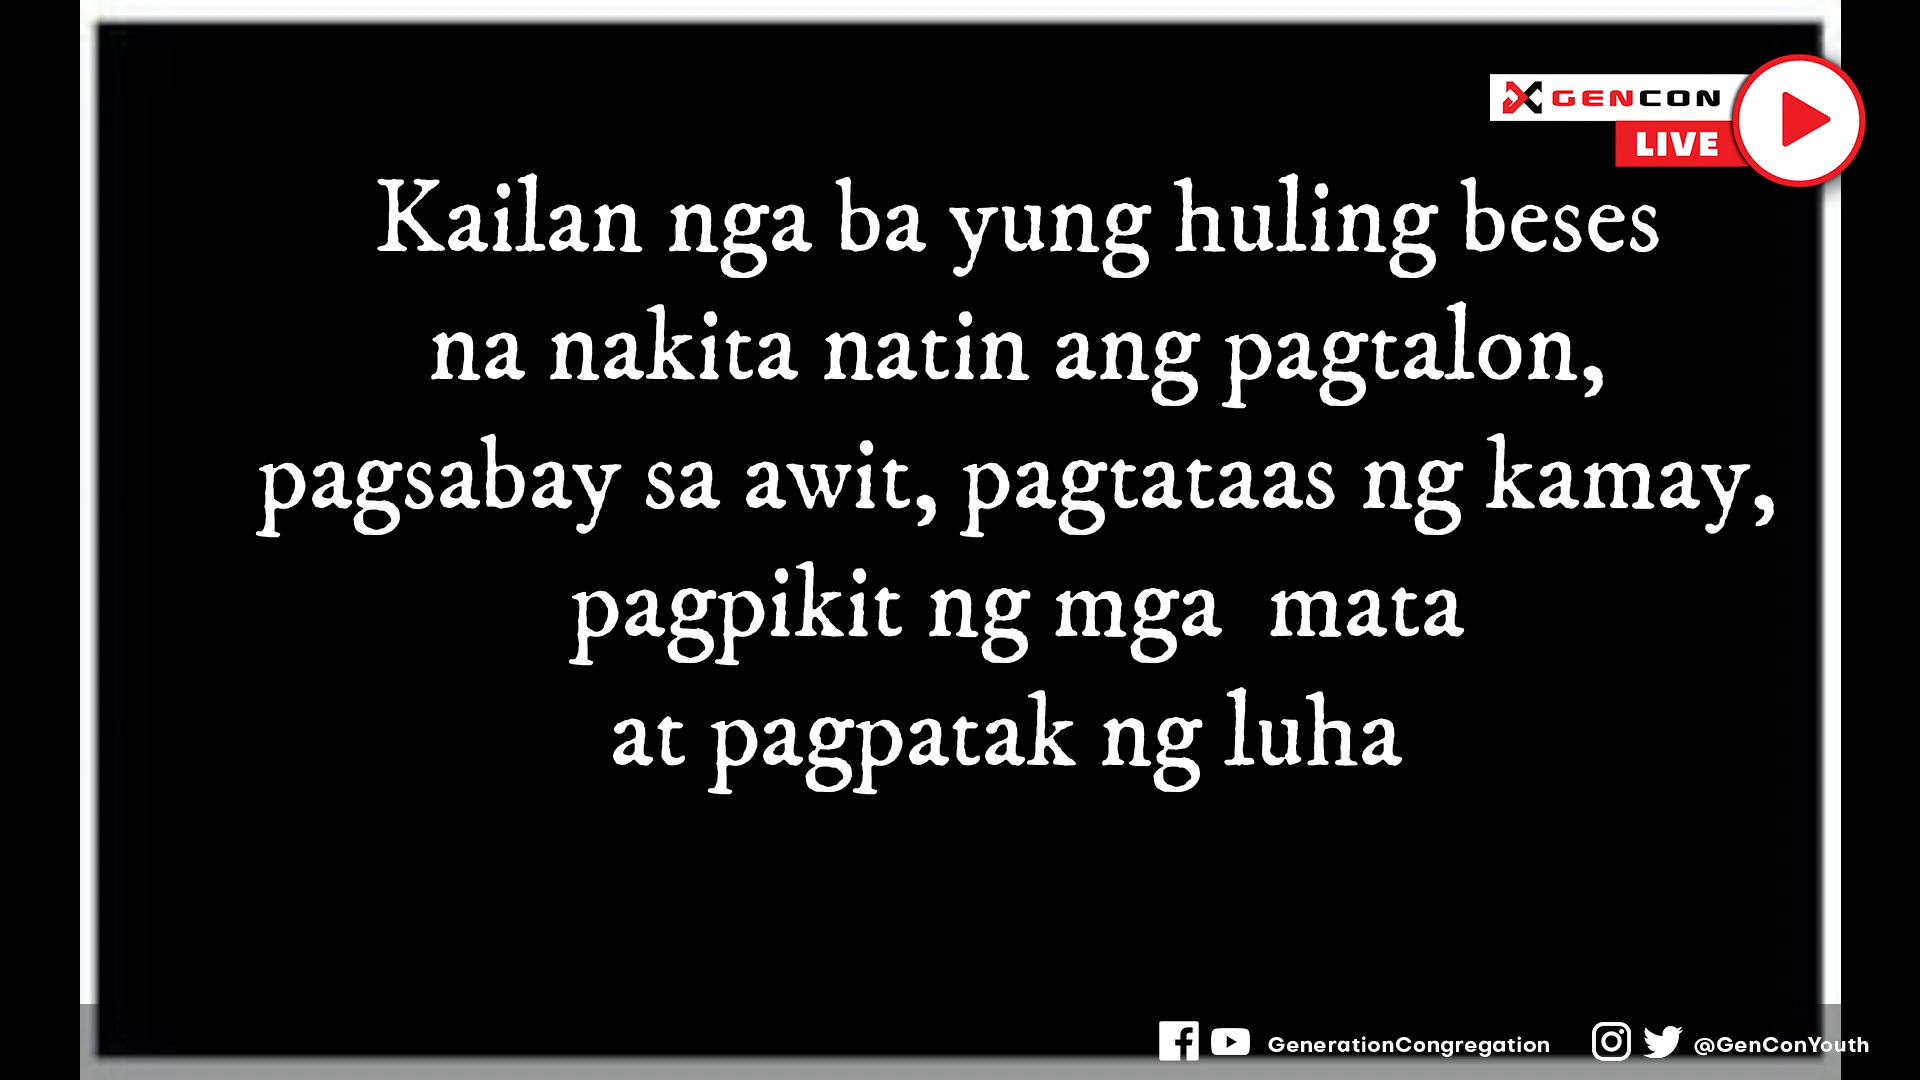 GENCON
LIVE
Kailan nga ba yung huling beses
na nakita natin ang pagtalon,
pagsabay sa awit, pagtataas ng kamay,
pagpikit ng mga  mata
at pagpatak ng luha
GenerationCongregation @GenConYouth